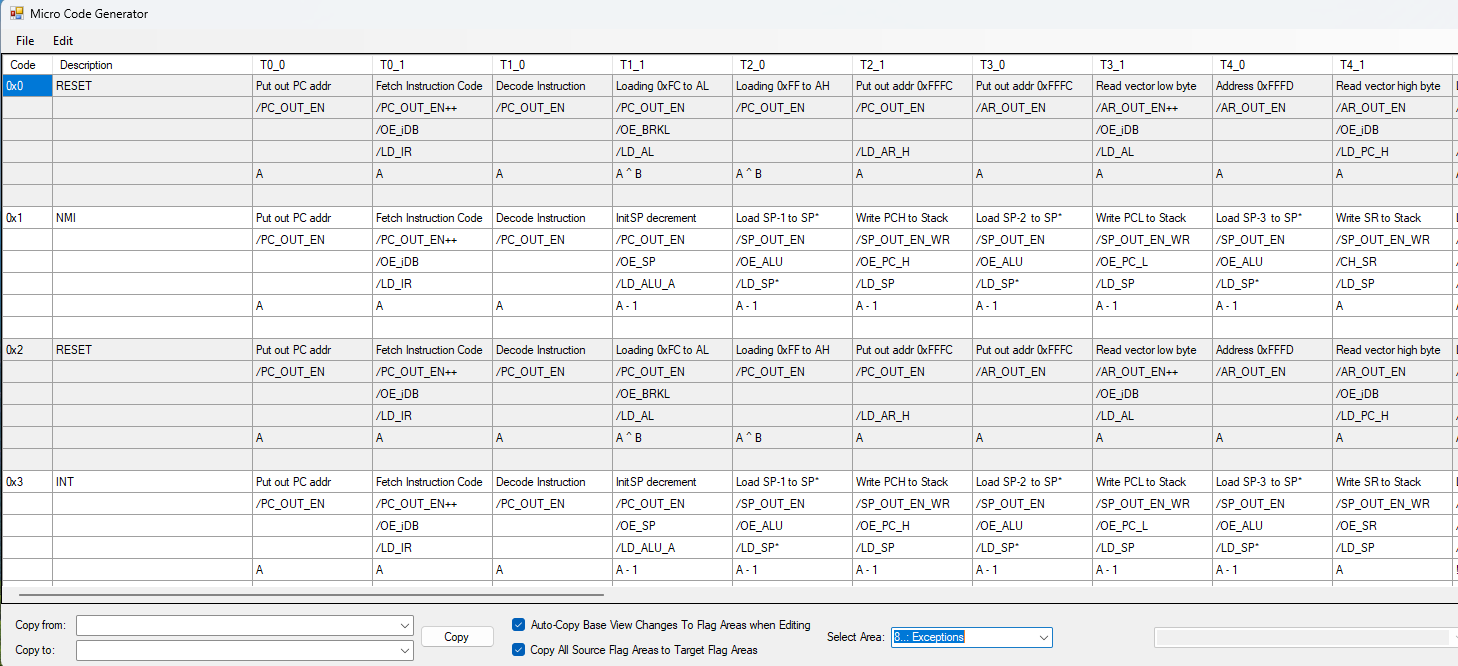 Micro Code Generator
File Edit
Code Description T0_0 T0_1 T1_0 T1_1 T2_0 T2_1 T3_0 T3_1 T4_0 T4_1
0x0 RESET Put out PC addr Fetch Instruction Code Decode Instruction Loading 0xFC to AL Loading 0xFF to AH Put out addr 0xFFFC Put out addr 0xFFFC Read vector low byte Address 0xFFFD Read vector high byte
/PC_OUT_EN /PC_OUT_EN++ /PC_OUT_EN /PC_OUT_EN /PC_OUT_EN /PC_OUT_EN /AR_OUT_EN /AR_OUT_EN++ /AR_OUT_EN /AR_OUT_EN
/OE_iDB /OE_BRKL /OE_iDB /OE_iDB
/LD_IR /LD_AL /LD_AR_H /LD_AL /LD_PC_H
A A A A ^ B A ^ B A A A A A
0x1 NMI Put out PC addr Fetch Instruction Code Decode Instruction InitSP decrement Load SP-1 to SP* Write PCH to Stack Load SP-2 to SP* Write PCL to Stack Load SP-3 to SP* Write SR to Stack
/PC_OUT_EN /PC_OUT_EN++ /PC_OUT_EN /PC_OUT_EN /SP_OUT_EN /SP_OUT_EN_WR /SP_OUT_EN /SP_OUT_EN_WR /SP_OUT_EN /SP_OUT_EN_WR
/OE_iDB /OE_SP /OE_ALU /OE_PC_H /OE_ALU /OE_PC_L /OE_ALU /CH_SR
/LD_IR /LD_ALU_A /LD_SP* /LD_SP /LD_SP* /LD_SP /LD_SP* /LD_SP
A A A A - 1 A - 1 A - 1 A - 1 A - 1 A - 1 A
0x2 RESET Put out PC addr Fetch Instruction Code Decode Instruction Loading 0xFC to AL Loading 0xFF to AH Put out addr 0xFFFC Put out addr 0xFFFC Read vector low byte Address 0xFFFD Read vector high byte
/PC_OUT_EN /PC_OUT_EN++ /PC_OUT_EN /PC_OUT_EN /PC_OUT_EN /PC_OUT_EN /AR_OUT_EN /AR_OUT_EN++ /AR_OUT_EN /AR_OUT_EN
/OE_iDB /OE_BRKL /OE_iDB /OE_iDB
/LD_IR /LD_AL /LD_AR_H /LD_AL /LD_PC_H
A A A A ^ B A ^ B A A A A A
0x3 INT Put out PC addr Fetch Instruction Code Decode Instruction InitSP decrement Load SP-1 to SP* Write PCH to Stack Load SP-2 to SP* Write PCL to Stack Load SP-3 to SP* Write SR to Stack
/PC_OUT_EN /PC_OUT_EN++ /PC_OUT_EN /PC_OUT_EN /SP_OUT_EN /SP_OUT_EN_WR /SP_OUT_EN /SP_OUT_EN_WR /SP_OUT_EN /SP_OUT_EN_WR
/OE_iDB /OE_SP /OE_ALU /OE_PC_H /OE_ALU /OE_PC_L /OE_ALU /OE_SR
/LD_IR /LD_ALU_A /LD_SP* /LD_SP /LD_SP* /LD_SP /LD_SP* /LD_SP
A A A A - 1 A - 1 A - 1 A - 1 A - 1 A - 1 A
Copy from: Copy Auto-Copy Base View Changes To Flag Areas when Editing Select Area: 8..: Exceptions
Copy to: Copy All Source Flag Areas to Target Flag Areas